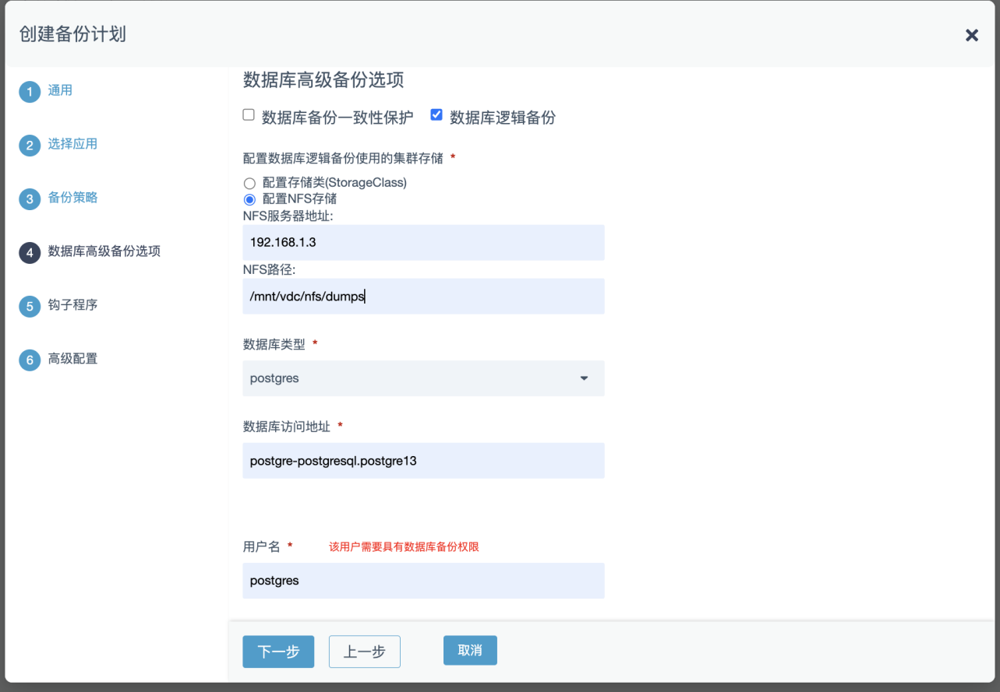 创建备份计划
1 通用
2 选择应用
3 备份策略
4 数据库高级备份选项
5 钩子程序
6 高级配置
数据库高级备份选项
数据库备份一致性保护 数据库逻辑备份
配置数据库逻辑备份使用的集群存储 *
配置存储类(StorageClass)
配置NFS存储
NFS服务器地址:
192.168.1.3
NFS路径:
/mnt/vdc/nfs/dumps
数据库类型 *
postgres
数据库访问地址 *
postgre-postgresql.postgre13
用户名 * 该用户需要具有数据库备份权限
postgres
下一步 上一步 取消